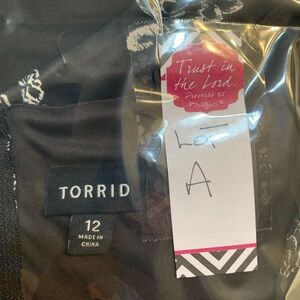 Trust in
the Lord.
Proverbs 3:5
LOT
A
TORRID
12
MADE IN
CHINA